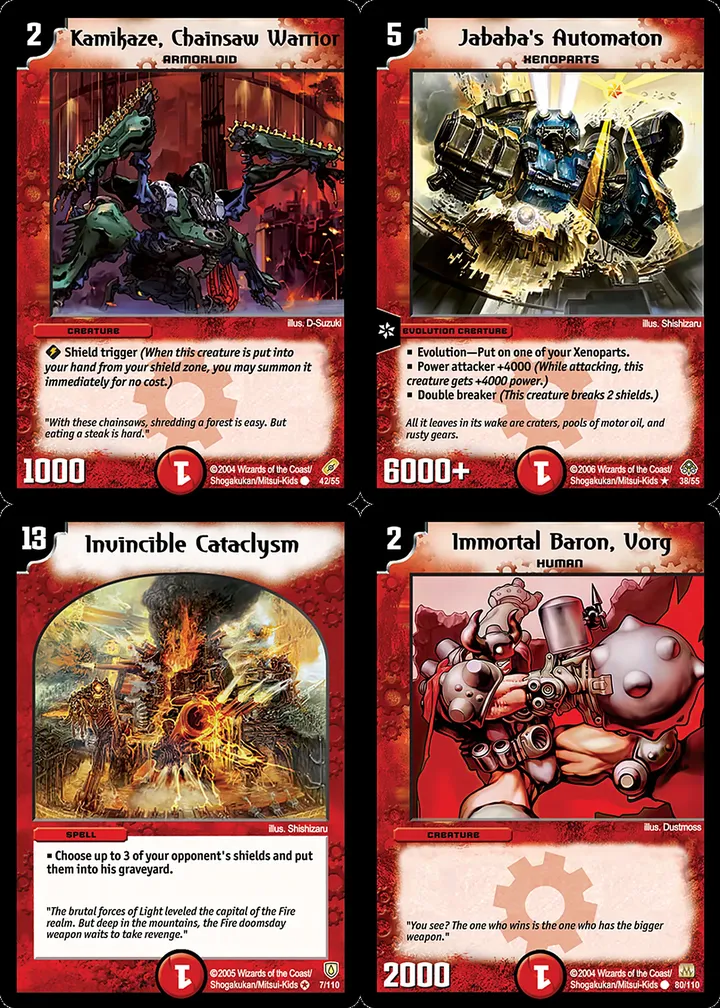 2
Kamikaze, Chainsaw Warrior
ARMORLOID
illus. D-Suzuki
CREATURE
Shield trigger (When this creature is put into
your hand from your shield zone, you may summon it
immediately for no cost.)
"With these chainsaws, shredding a forest is easy. But
eating a steak is hard."
1000
1
©2004 Wizards of the Coast/
Shogakukan/Mitsui-Kids ● 42/55
5
Jabaha's Automaton
XENOPARTS
illus. Shishizaru
EVOLUTION CREATURE
▪ Evolution—Put on one of your Xenoparts.
▪ Power attacker +4000 (While attacking, this
creature gets +4000 power.)
▪ Double breaker (This creature breaks 2 shields.)
All it leaves in its wake are craters, pools of motor oil, and
rusty gears.
6000+
1
©2006 Wizards of the Coast/
Shogakukan/Mitsui-Kids ★ 38/55
13
Invincible Cataclysm
illus. Shishizaru
SPELL
▪ Choose up to 3 of your opponent's shields and put
them into his graveyard.
"The brutal forces of Light leveled the capital of the Fire
realm. But deep in the mountains, the Fire doomsday
weapon waits to take revenge."
1
©2005 Wizards of the Coast/
Shogakukan/Mitsui-Kids ✪ 7/110
2
Immortal Baron, Vorg
HUMAN
illus. Dustmoss
CREATURE
"You see? The one who wins is the one who has the bigger
weapon."
2000
1
©2004 Wizards of the Coast/
Shogakukan/Mitsui-Kids ● 80/110